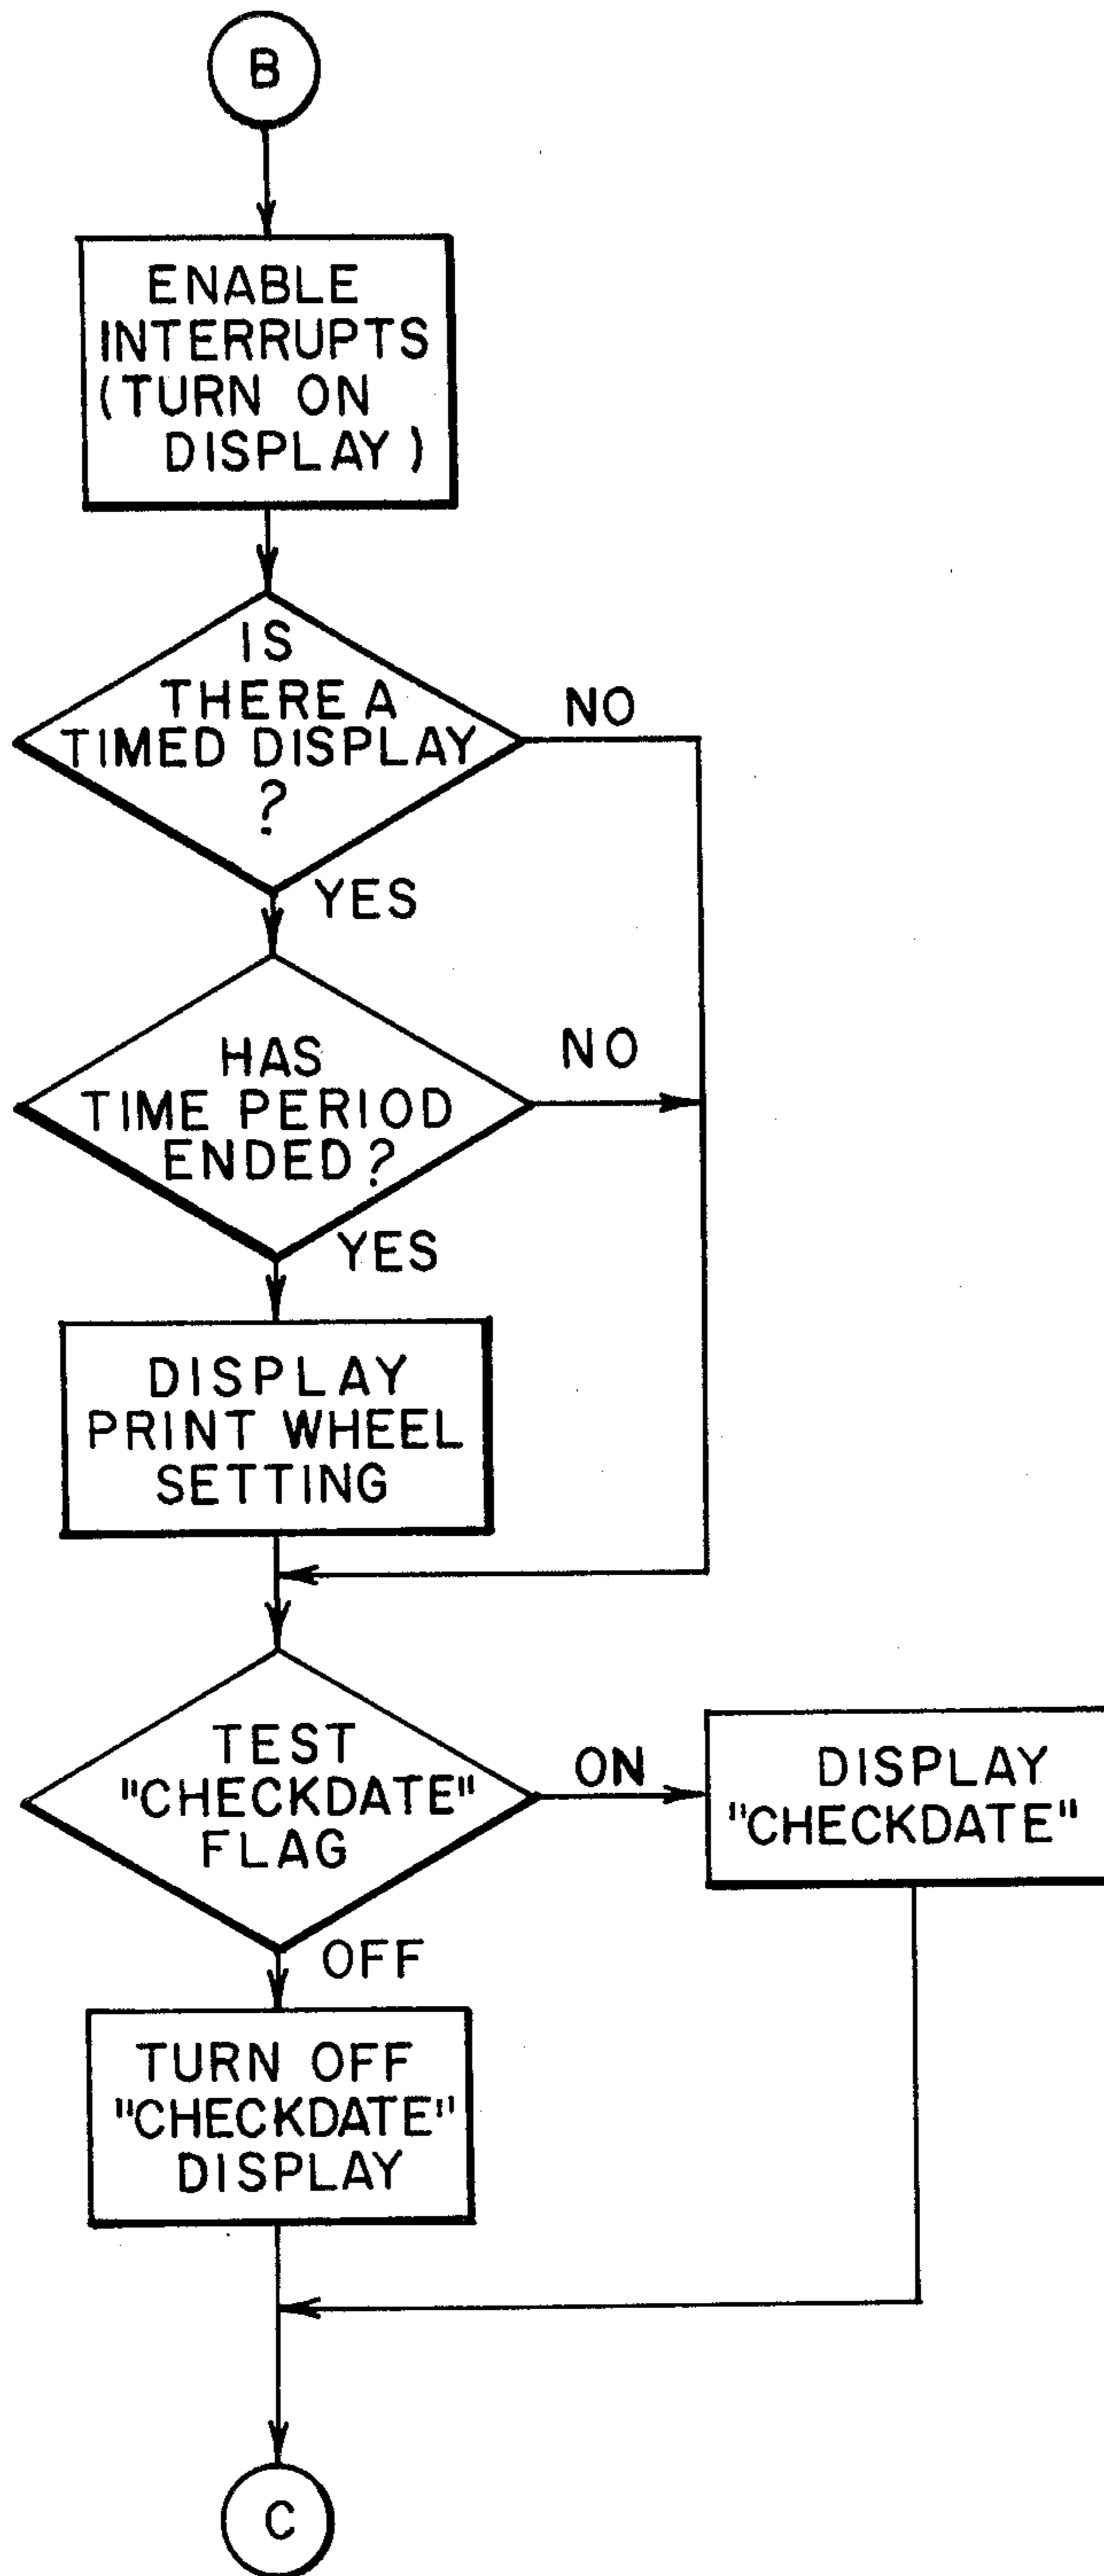 B
ENABLE
INTERRUPTS
(TURN ON
DISPLAY)
IS
THERE A
TIMED DISPLAY
?
NO
YES
HAS
TIME PERIOD
ENDED?
NO
YES
DISPLAY
PRINT WHEEL
SETTING
TEST
"CHECKDATE"
FLAG
ON
DISPLAY
"CHECKDATE"
OFF
TURN OFF
"CHECKDATE"
DISPLAY
C